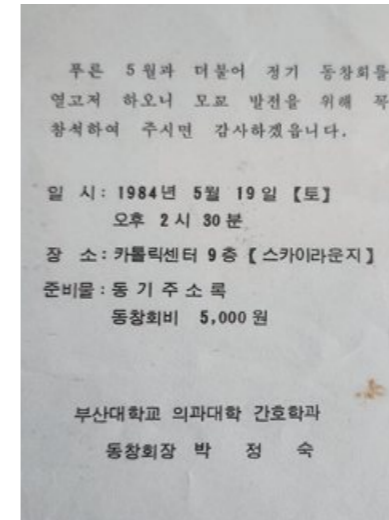 푸른 5월과 더불어 정기 동창회를
열고저 하오니 모교 발전을 위해 꼭
참석하여 주시면 감사하겠읍니다.
일 시: 1984년 5월 19일 【토】
오후 2시 30분
장 소: 카톨릭센터 9층 【스카이라운지】
준비물: 동기주소록
동창회비 5,000원
부산대학교 의과대학 간호학과
동창회장 박 정 숙